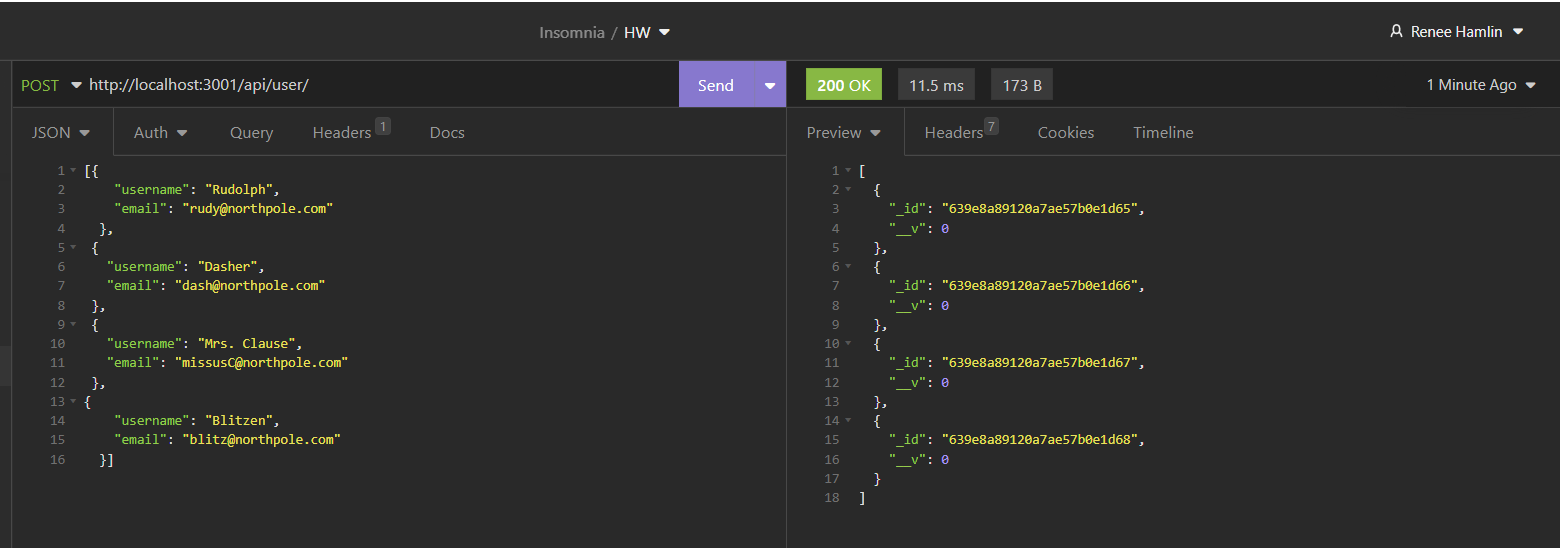 Insomnia / HW
Renee Hamlin
POST http://localhost:3001/api/user/ Send
200 OK 11.5 ms 173 B 1 Minute Ago
JSON Auth Query Headers 1 Docs
Preview Headers 7 Cookies Timeline
1 [{
2 "username": "Rudolph",
3 "email": "rudy@northpole.com"
4 },
5 {
6 "username": "Dasher",
7 "email": "dash@northpole.com"
8 },
9 {
10 "username": "Mrs. Clause",
11 "email": "missusC@northpole.com"
12 },
13 {
14 "username": "Blitzen",
15 "email": "blitz@northpole.com"
16 }]
1 [
2 {
3 "_id": "639e8a89120a7ae57b0e1d65",
4 "__v": 0
5 },
6 {
7 "_id": "639e8a89120a7ae57b0e1d66",
8 "__v": 0
9 },
10 {
11 "_id": "639e8a89120a7ae57b0e1d67",
12 "__v": 0
13 },
14 {
15 "_id": "639e8a89120a7ae57b0e1d68",
16 "__v": 0
17 }
18 ]